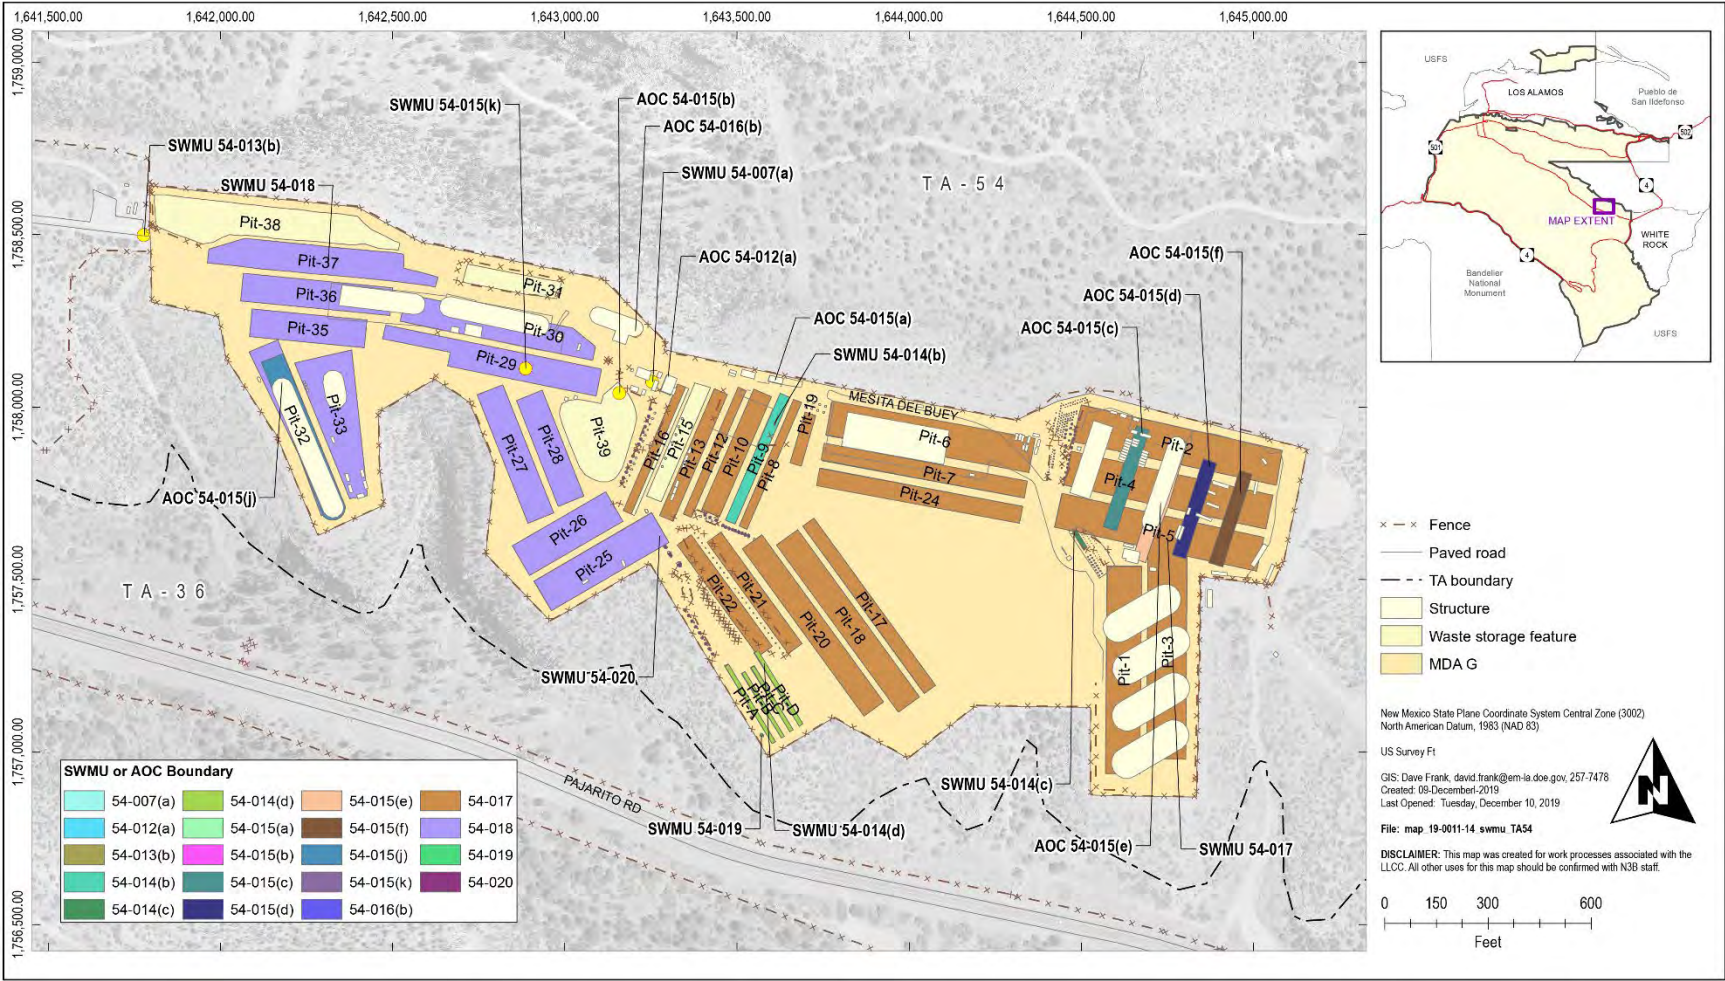 1,641,500.00
1,642,000.00
1,642,500.00
1,643,000.00
1,643,500.00
1,644,000.00
1,644,500.00
1,645,000.00
1,759,000.00
1,758,500.00
1,758,000.00
1,757,500.00
1,757,000.00
1,756,500.00
SWMU 54-013(b)
SWMU 54-018
SWMU 54-015(k)
AOC 54-015(b)
AOC 54-016(b)
SWMU 54-007(a)
AOC 54-012(a)
AOC 54-015(a)
SWMU 54-014(b)
AOC 54-015(f)
AOC 54-015(d)
AOC 54-015(c)
TA-54
Pit-38
Pit-37
Pit-36
Pit-35
Pit-31
Pit-30
Pit-29
Pit-32
Pit-33
Pit-27
Pit-28
Pit-39
Pit-26
Pit-25
Pit-16
Pit-15
Pit-13
Pit-12
Pit-10
Pit-9
Pit-8
Pit-19
MESITA DEL BUEY
Pit-6
Pit-7
Pit-24
Pit-2
Pit-4
Pit-5
Pit-1
Pit-3
Pit-22
Pit-21
Pit-20
Pit-18
Pit-17
Pit-A
Pit-B
Pit-C
Pit-D
AOC 54-015(j)
TA-36
SWMU 54-020
SWMU 54-014(c)
SWMU 54-019
SWMU 54-014(d)
AOC 54-015(e)
SWMU 54-017
PAJARITO RD
SWMU or AOC Boundary
54-007(a) 54-014(d) 54-015(e) 54-017
54-012(a) 54-015(a) 54-015(f) 54-018
54-013(b) 54-015(b) 54-015(j) 54-019
54-014(b) 54-015(c) 54-015(k) 54-020
54-014(c) 54-015(d) 54-016(b)
USFS
LOS ALAMOS
Pueblo de
San Ildefonso
502
501
4
MAP EXTENT
WHITE
ROCK
4
Bandelier
National
Monument
USFS
Fence
Paved road
TA boundary
Structure
Waste storage feature
MDA G
New Mexico State Plane Coordinate System Central Zone (3002)
North American Datum, 1983 (NAD 83)
US Survey Ft
GIS: Dave Frank, david.frank@em-la.doe.gov, 257-7478
Created: 09-December-2019
Last Opened: Tuesday, December 10, 2019
File: map_19-0011-14_swmu_TA54
DISCLAIMER: This map was created for work processes associated with the
LLCC. All other uses for this map should be confirmed with N3B staff.
N
0 150 300 600
Feet